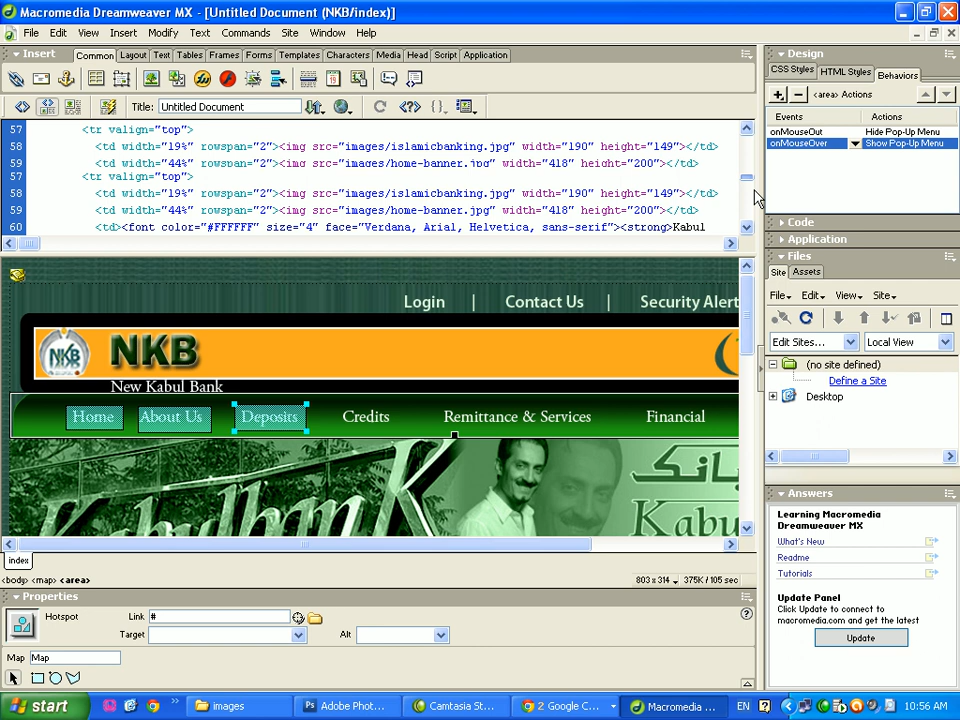 Macromedia Dreamweaver MX - [Untitled Document (NKB/index)]
File Edit View Insert Modify Text Commands Site Window Help
Insert Common Layout Text Tables Frames Forms Templates Characters Media Head Script Application
Title: Untitled Document
57 <tr valign="top">
58 <td width="19%" rowspan="2"><img src="images/islamicbanking.jpg" width="190" height="149"></td>
59 <td width="44%" rowspan="2"><img src="images/home-banner.jpg" width="418" height="200"></td>
57 <tr valign="top">
58 <td width="19%" rowspan="2"><img src="images/islamicbanking.jpg" width="190" height="149"></td>
59 <td width="44%" rowspan="2"><img src="images/home-banner.jpg" width="418" height="200"></td>
60 <td><font color="#FFFFFF" size="4" face="Verdana, Arial, Helvetica, sans-serif"><strong>Kabul
Login | Contact Us | Security Alert
NKB
NKB
New Kabul Bank
Home About Us Deposits Credits Remittance & Services Financial
Kabulbank
بانک
Kabu
index
<body> <map> <area>
803 x 314 375K / 105 sec
Properties
Hotspot Link #
Target Alt
Map Map
Design
CSS Styles HTML Styles Behaviors
<area> Actions
Events Actions
onMouseOut Hide Pop-Up Menu
onMouseOver Show Pop-Up Menu
Code
Application
Files
Site Assets
File Edit View Site
Edit Sites... Local View
(no site defined)
Define a Site
Desktop
Answers
Learning Macromedia
Dreamweaver MX
What's New
Readme
Tutorials
Update Panel
Click Update to connect to
macromedia.com and get the latest
Update
start images Adobe Phot... Camtasia St... 2 Google C... Macromedia ... EN 10:56 AM